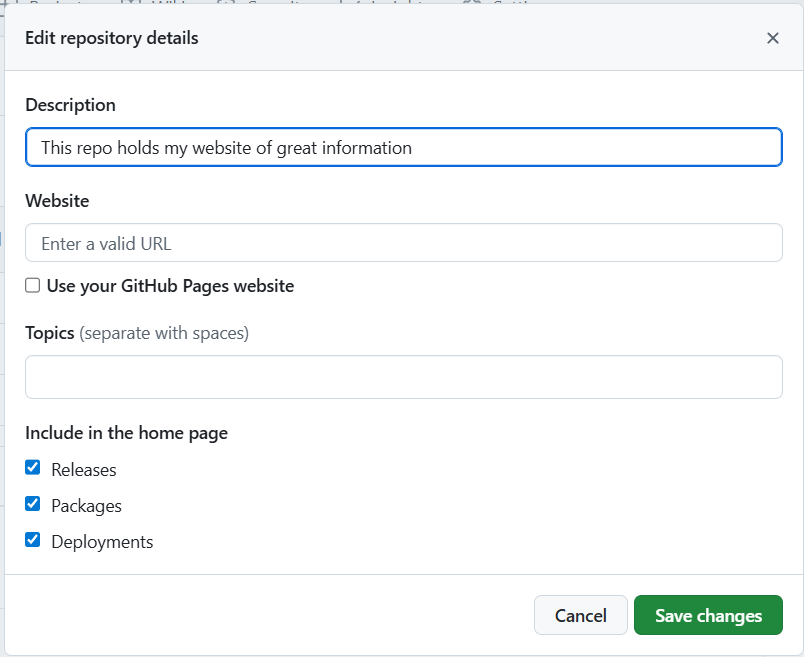 Edit repository details
Description
This repo holds my website of great information
Website
Enter a valid URL
Use your GitHub Pages website
Topics (separate with spaces)
Include in the home page
Releases
Packages
Deployments
Cancel
Save changes